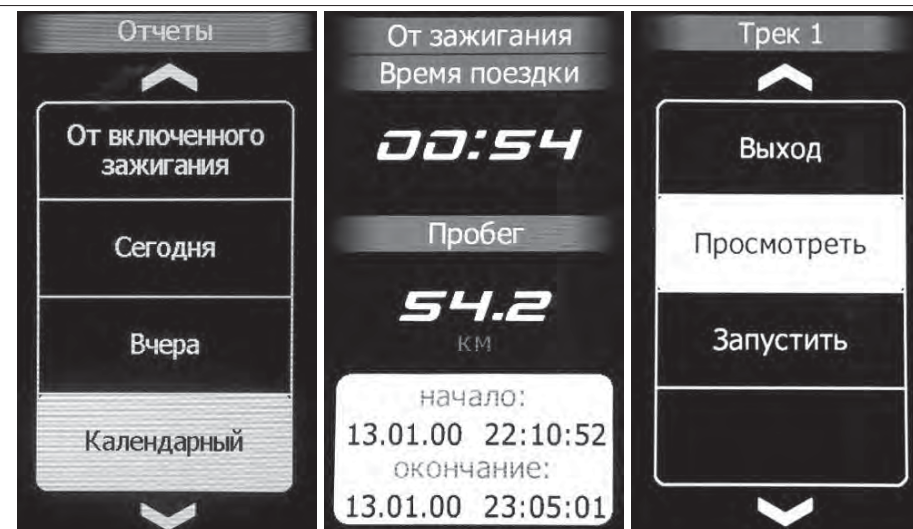 Отчеты
От включенного
зажигания
Сегодня
Вчера
Календарный
От зажигания
Время поездки
00:54
Пробег
54.2
км
начало:
13.01.00 22:10:52
окончание:
13.01.00 23:05:01
Трек 1
Выход
Просмотреть
Запустить